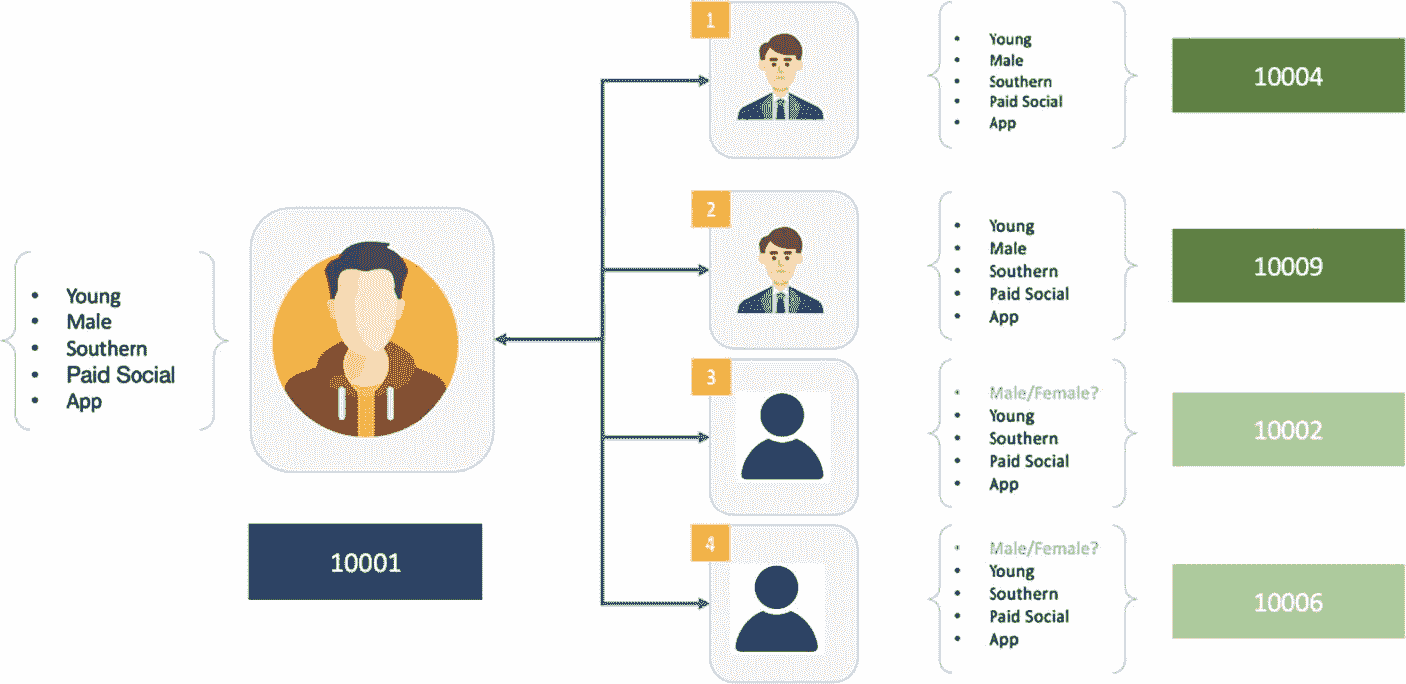 • Young
• Male
• Southern
• Paid Social
• App
10001
1
• Young
• Male
• Southern
• Paid Social
• App
10004
2
• Young
• Male
• Southern
• Paid Social
• App
10009
3
• Male/Female?
• Young
• Southern
• Paid Social
• App
10002
4
• Male/Female?
• Young
• Southern
• Paid Social
• App
10006